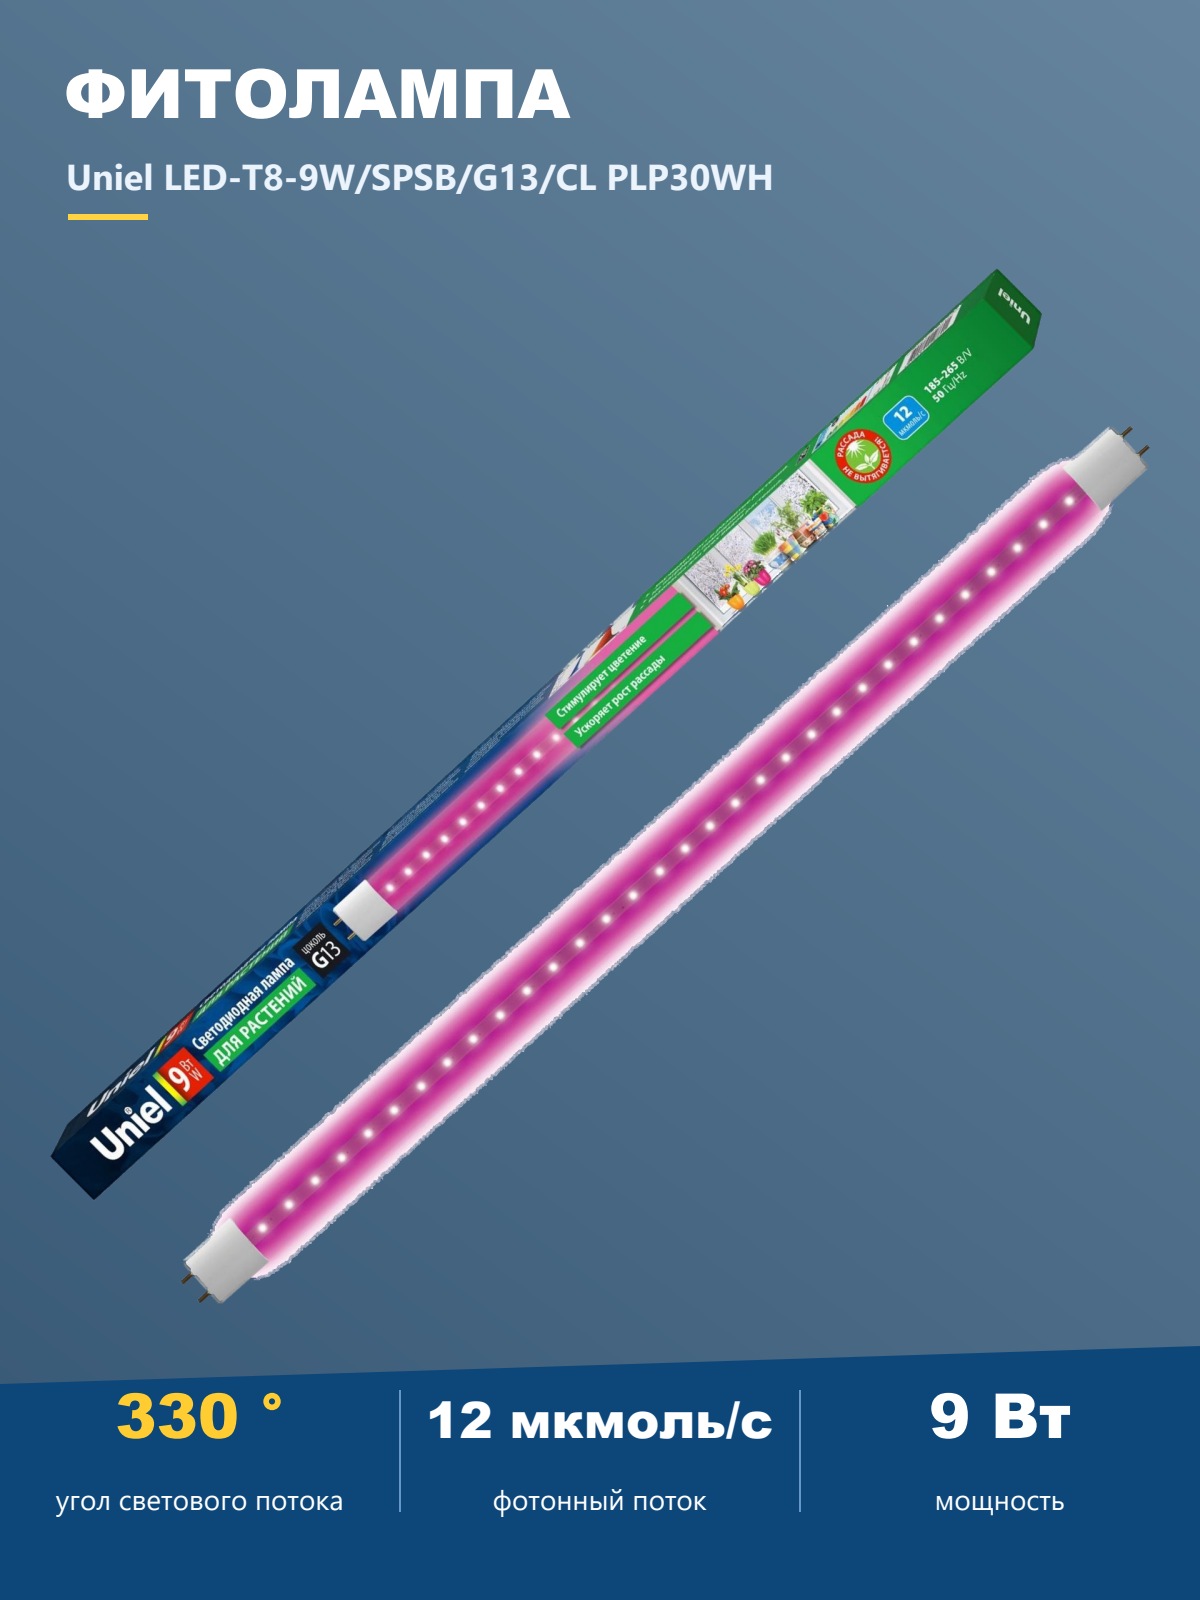 ФИТОЛАМПА
Uniel LED-T8-9W/SPSB/G13/CL PLP30WH
Uniel
185-265 В/V
50 Гц/Hz
12
мкмоль/с
РАССАДА
НЕ ВЫТЯГИВАЕТСЯ!
Стимулирует цветение
Ускоряет рост рассады
цоколь
G13
Светодиодная лампа
ДЛЯ РАСТЕНИЙ
Uniel
9 Вт
W
330 °
угол светового потока
12 мкмоль/с
фотонный поток
9 Вт
мощность